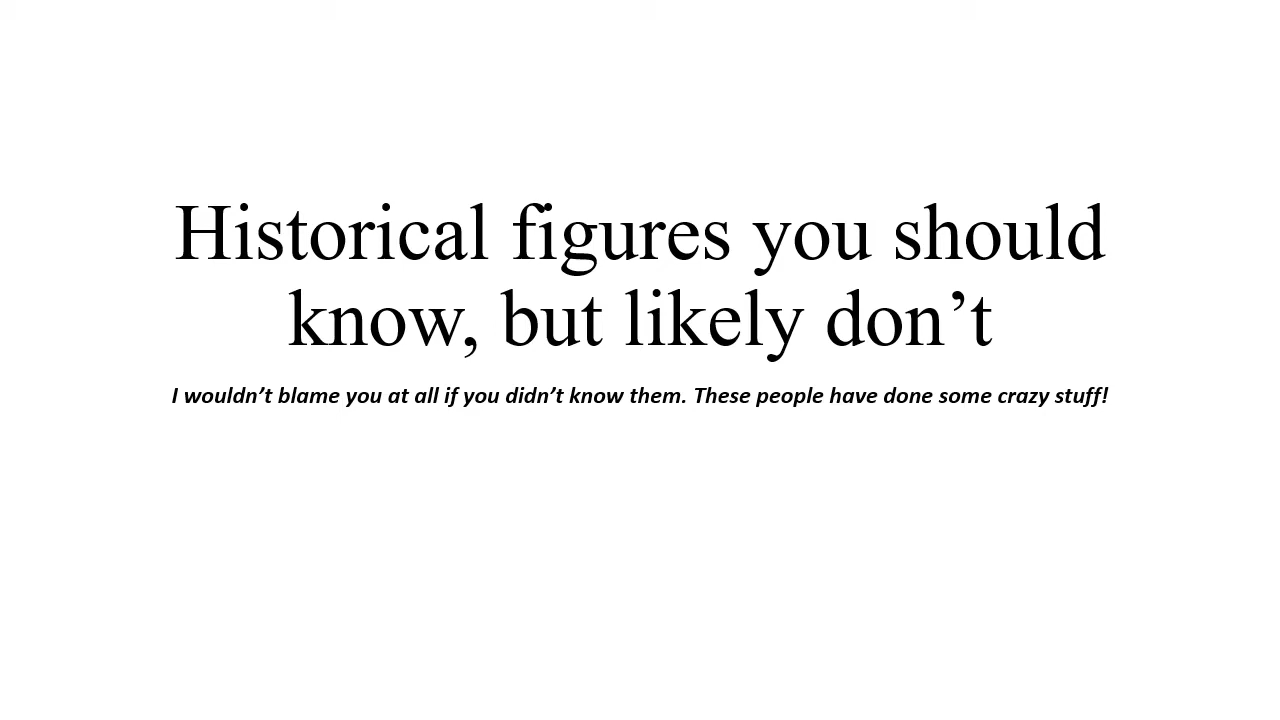 Historical figures you should
know, but likely don’t
I wouldn’t blame you at all if you didn’t know them. These people have done some crazy stuff!